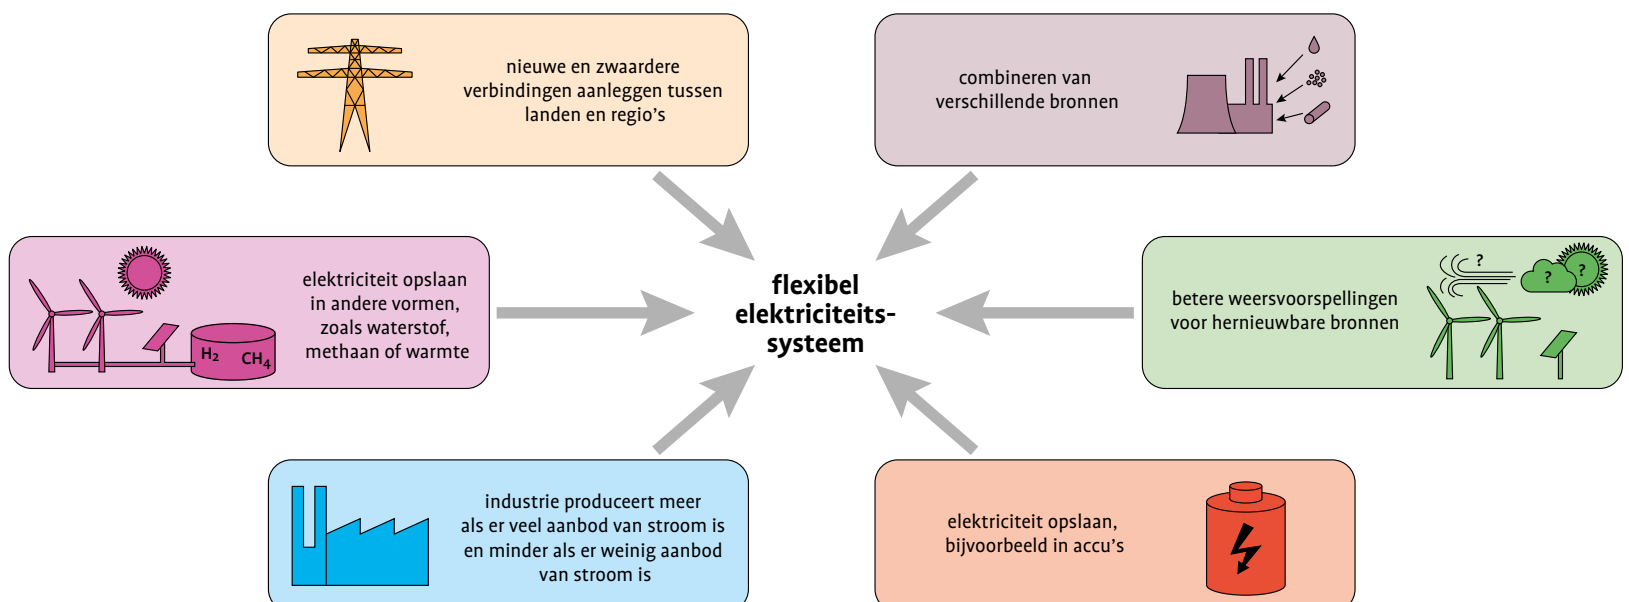 nieuwe en zwaardere
verbindingen aanleggen tussen
landen en regio's
combineren van
verschillende bronnen
elektriciteit opslaan
in andere vormen,
zoals waterstof,
methaan of warmte
H2
CH4
flexibel
elektriciteits-
systeem
betere weersvoorspellingen
voor hernieuwbare bronnen
?
?
?
industrie produceert meer
als er veel aanbod van stroom is
en minder als er weinig aanbod
van stroom is
elektriciteit opslaan,
bijvoorbeeld in accu's